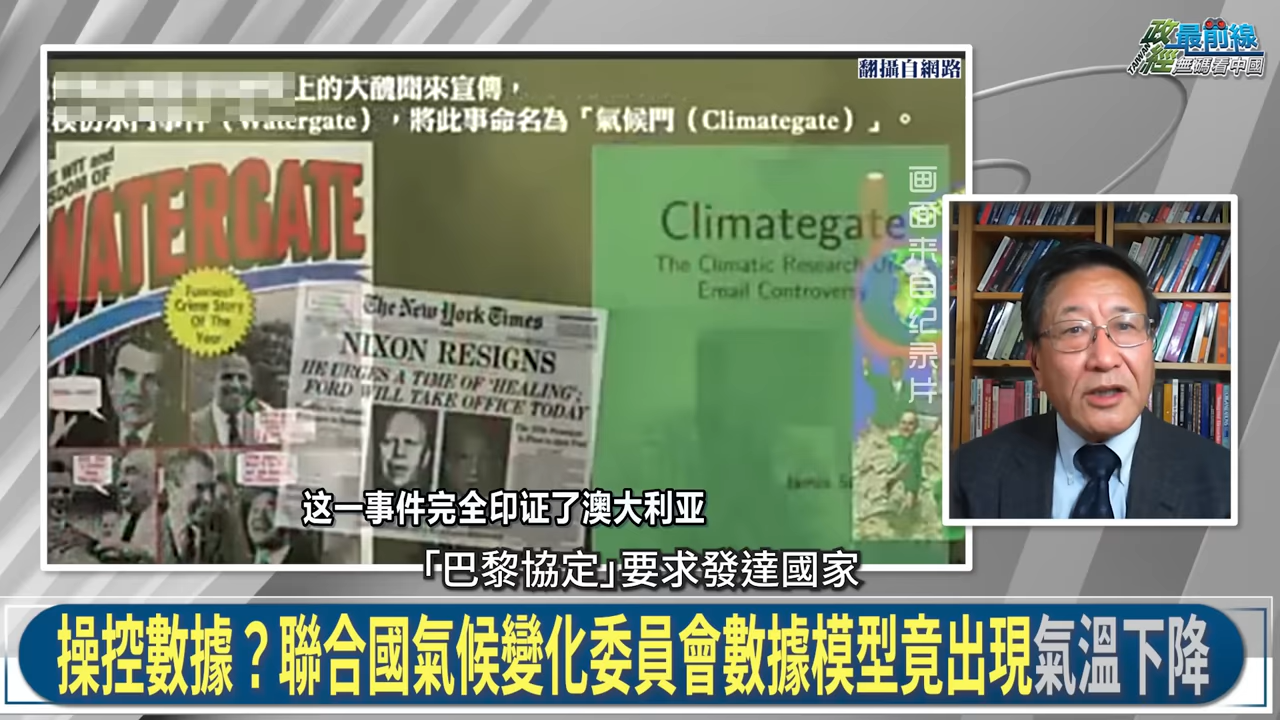 政經最前線
無碼看中國
翻攝自網路
上的大醜聞來宣傳，
（Watergate），將此事命名為「氣候門（Climategate）」。
WIT and
WATERGATE
Funniest
Crime Story
Of The
Year
The New York Times
NIXON RESIGNS
HE URGES A TIME OF 'HEALING';
FORD WILL TAKE OFFICE TODAY
Climategate
The Climatic Research
Email Controversy
画面来自纪录片
这一事件完全印证了澳大利亚
「巴黎協定」要求發達國家
操控數據？聯合國氣候變化委員會數據模型竟出現氣溫下降